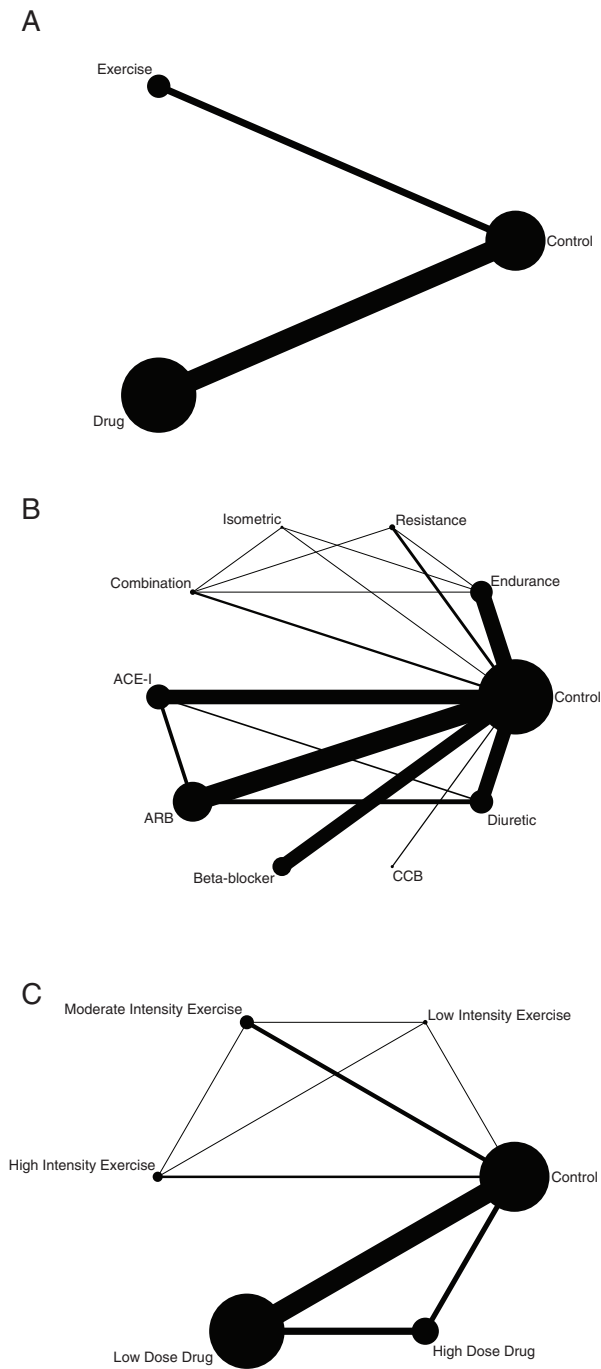 A
Exercise
Control
Drug
B
Isometric
Resistance
Combination
Endurance
ACE-I
Control
ARB
Diuretic
Beta-blocker
CCB
C
Moderate Intensity Exercise
Low Intensity Exercise
High Intensity Exercise
Control
Low Dose Drug
High Dose Drug